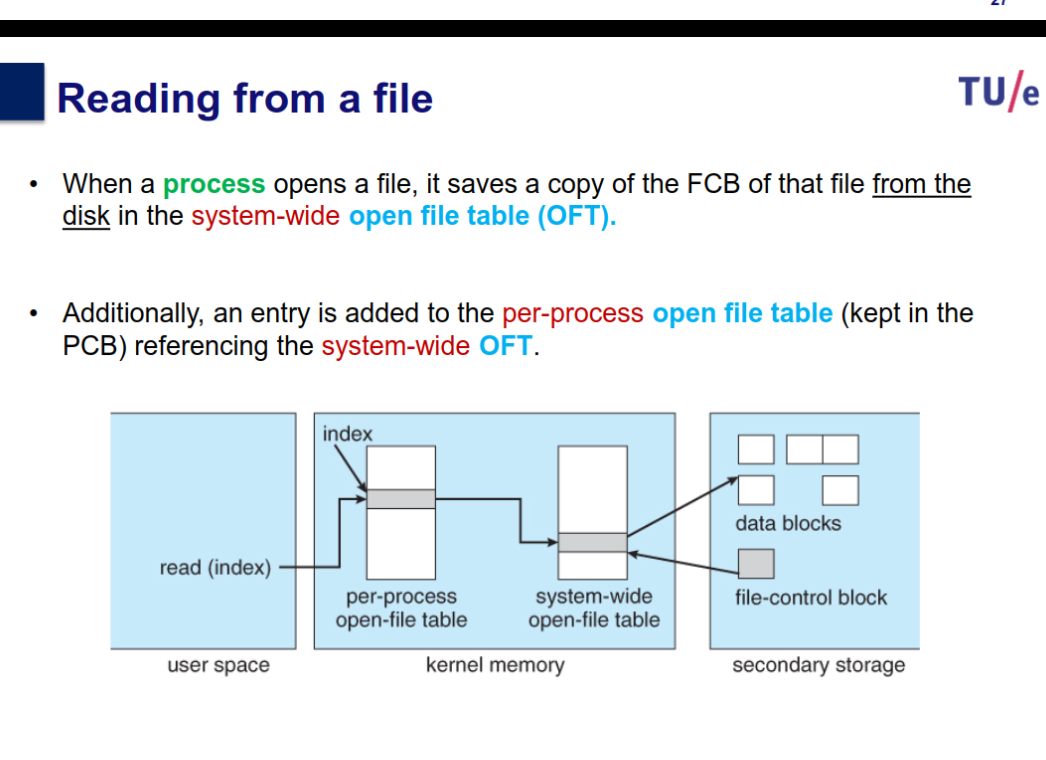 27
Reading from a file
TU/e
• When a process opens a file, it saves a copy of the FCB of that file from the
disk in the system-wide open file table (OFT).
• Additionally, an entry is added to the per-process open file table (kept in the
PCB) referencing the system-wide OFT.
index
read (index)
per-process
open-file table
system-wide
open-file table
data blocks
file-control block
user space
kernel memory
secondary storage